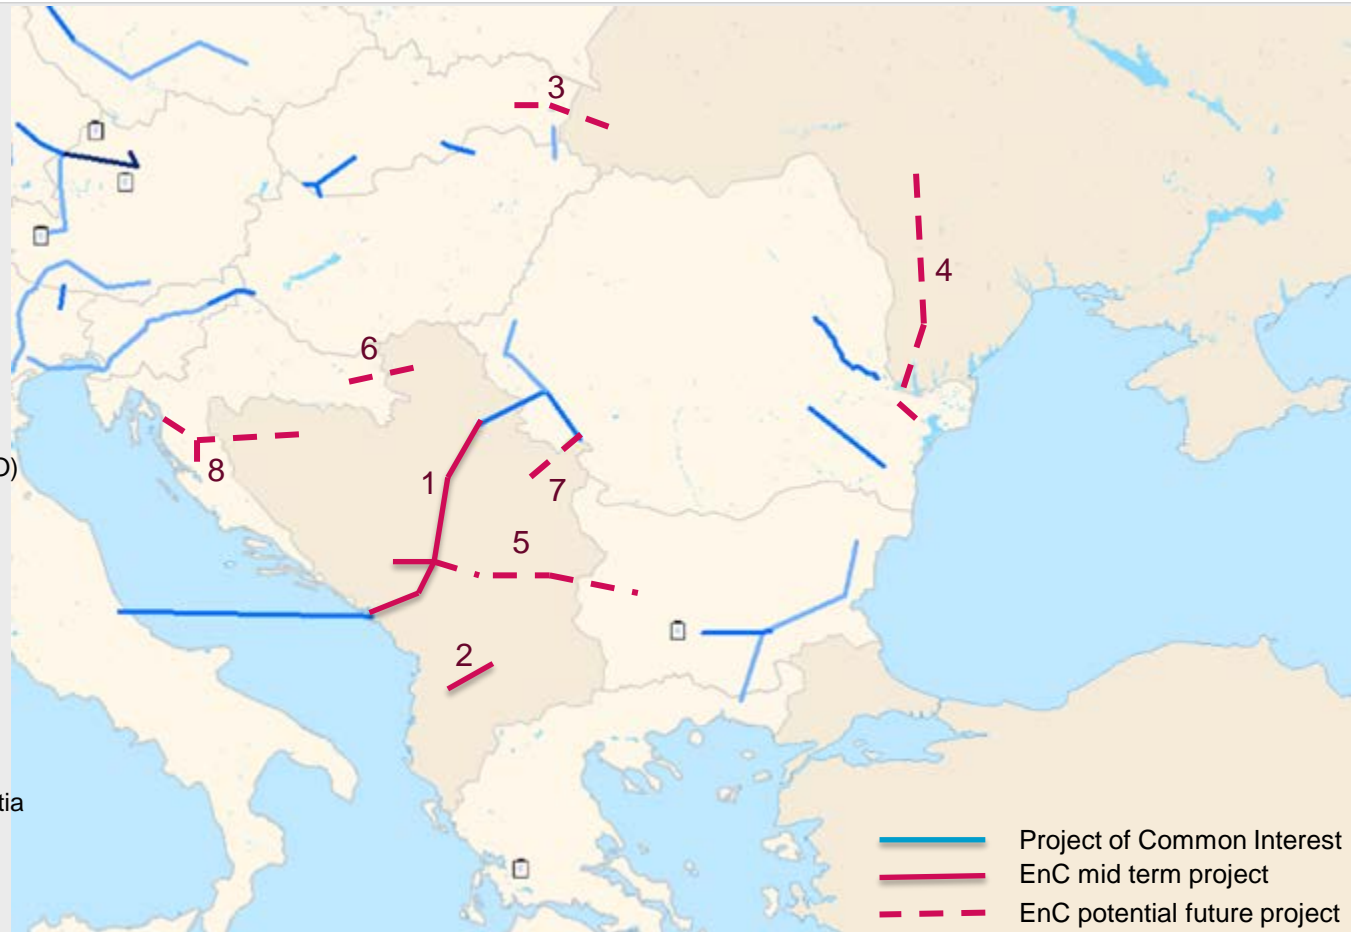 3
4
6
8
D)
1
7
5
2
tia
Project of Common Interest
EnC mid term project
EnC potential future project